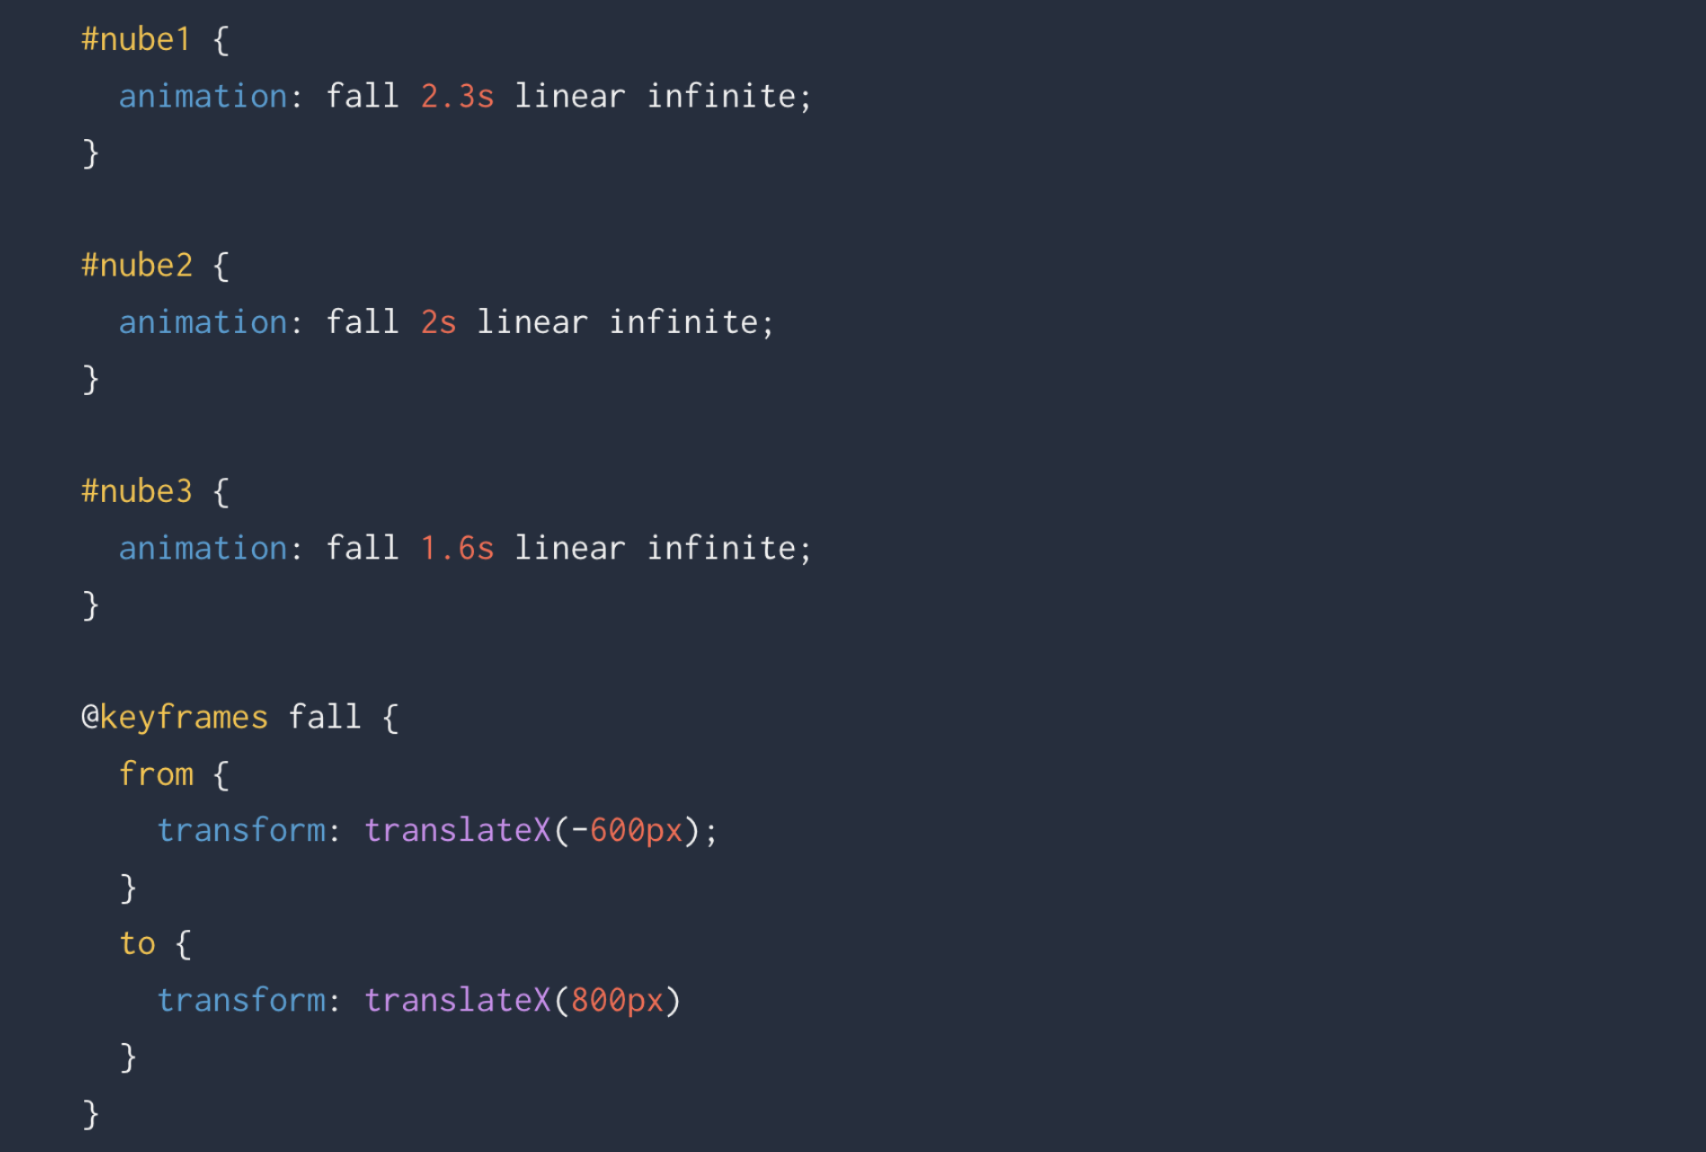 #nube1 {
  animation: fall 2.3s linear infinite;
}

#nube2 {
  animation: fall 2s linear infinite;
}

#nube3 {
  animation: fall 1.6s linear infinite;
}

@keyframes fall {
  from {
    transform: translateX(-600px);
  }
  to {
    transform: translateX(800px)
  }
}